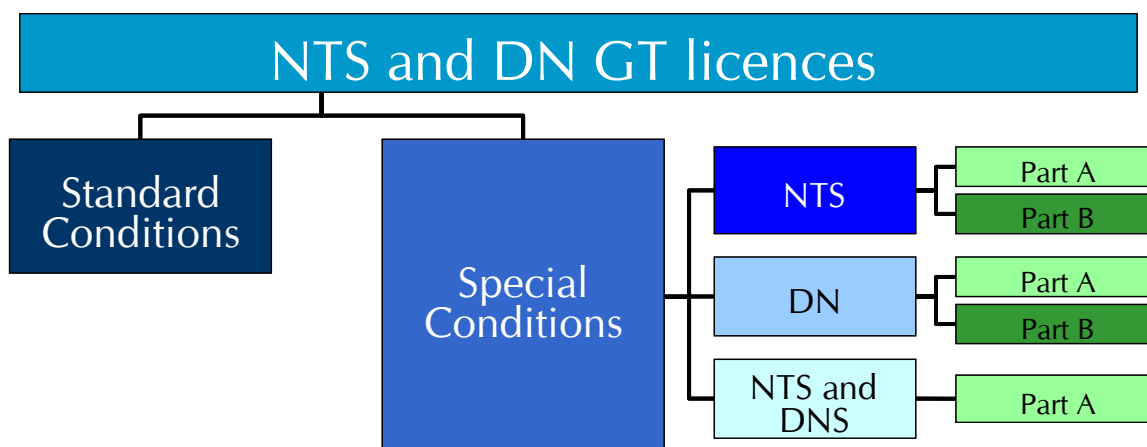 NTS and DN GT licences
Standard
Conditions
Special
Conditions
NTS
Part A
Part B
DN
Part A
Part B
NTS and
DNS
Part A